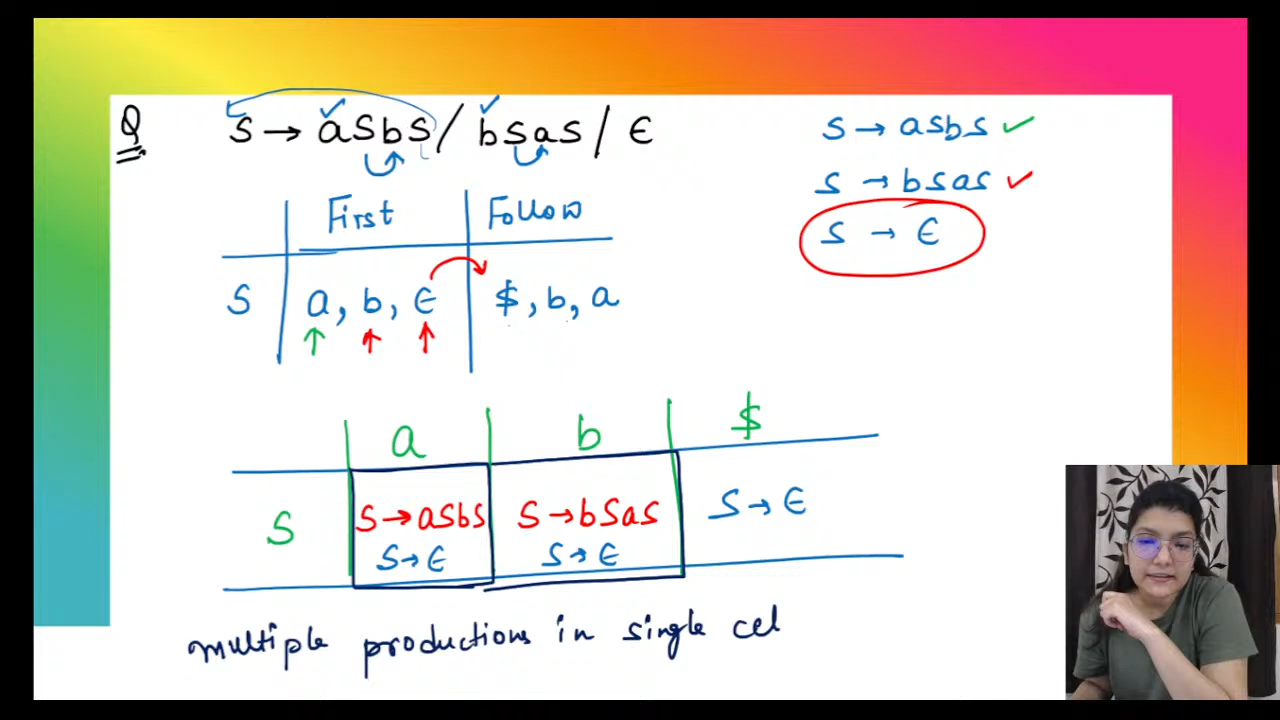 Q S → aSbS / bSaS / ϵ
S → aSbS ✓
S → bSaS ✓
S → ϵ
First Follow
S a, b, ϵ $, b, a
a b $
S S→aSbS S→bSaS S→ϵ
S→ϵ S→ϵ
multiple productions in single cel